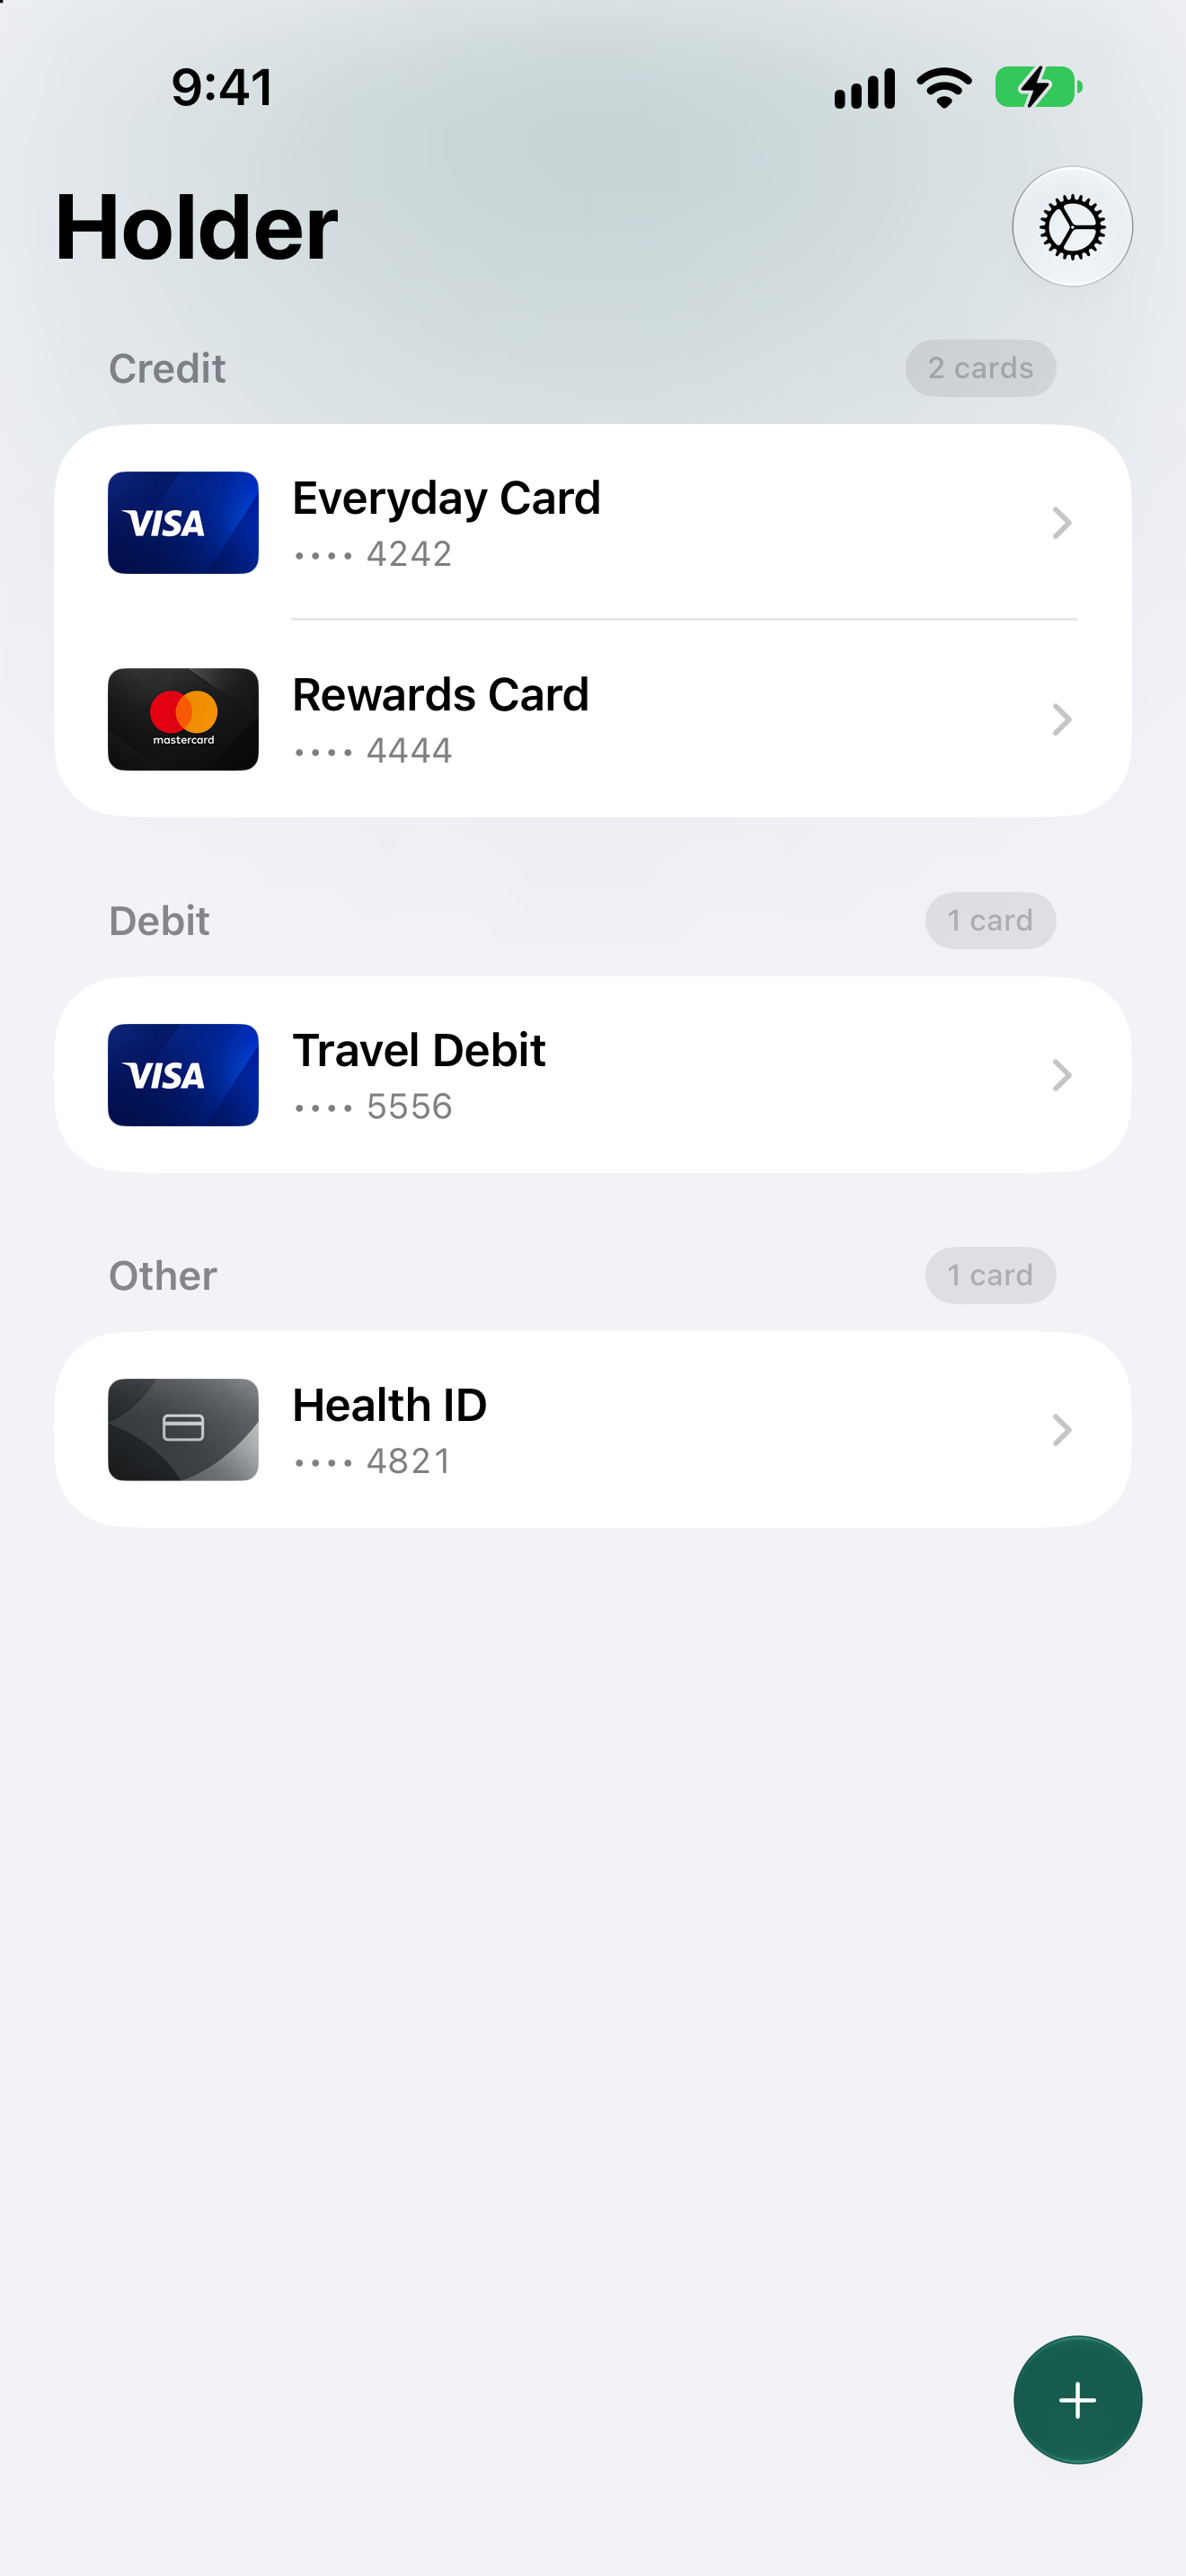 9:41
Holder
Credit
2 cards
VISA
Everyday Card
•••• 4242
mastercard
Rewards Card
•••• 4444
Debit
1 card
VISA
Travel Debit
•••• 5556
Other
1 card
Health ID
•••• 4821